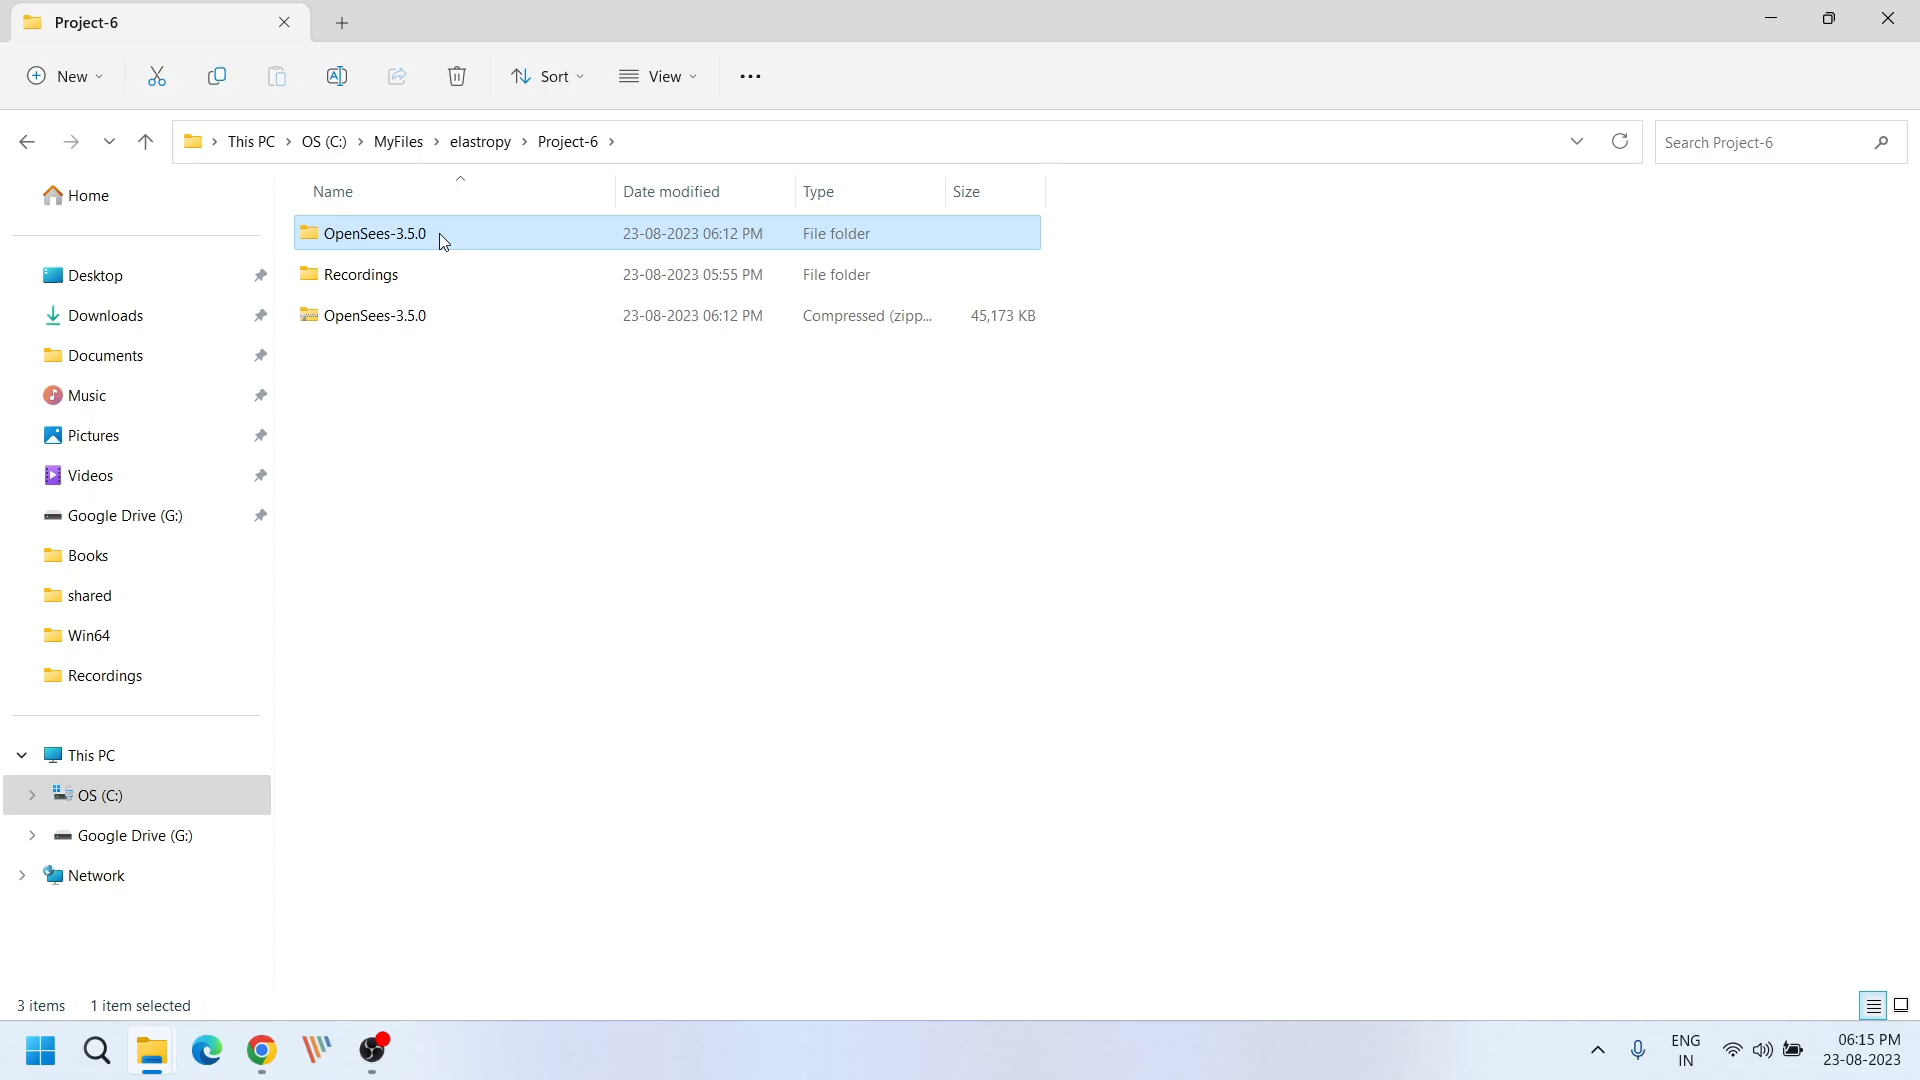 Project-6
New
Sort
View
This PC
OS (C:)
MyFiles
elastropy
Project-6
Search Project-6
Name
Date modified
Type
Size
OpenSees-3.5.0 23-08-2023 06:12 PM File folder
Recordings 23-08-2023 05:55 PM File folder
OpenSees-3.5.0 23-08-2023 06:12 PM Compressed (zipp... 45,173 KB
Home
Desktop
Downloads
Documents
Music
Pictures
Videos
Google Drive (G:)
Books
shared
Win64
Recordings
This PC
OS (C:)
Google Drive (G:)
Network
3 items
1 item selected
ENG
IN
06:15 PM
23-08-2023